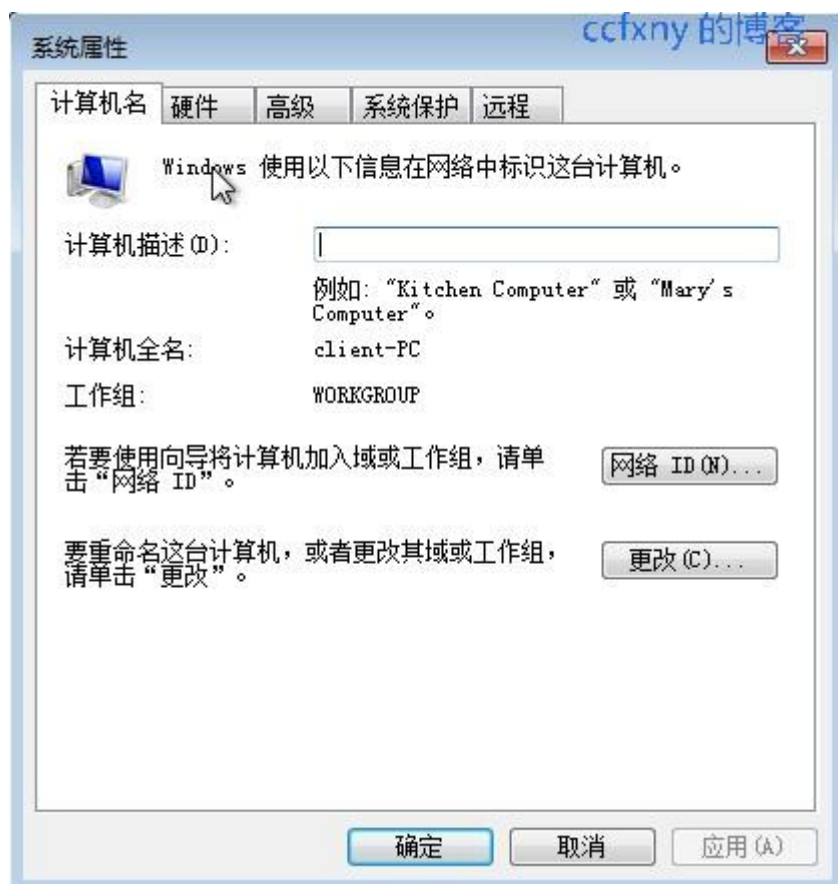 ccfxny 的博客
系统属性
计算机名 硬件 高级 系统保护 远程
Windows 使用以下信息在网络中标识这台计算机。
计算机描述(D):
例如: "Kitchen Computer" 或 "Mary's
Computer"。
计算机全名: client-PC
工作组: WORKGROUP
若要使用向导将计算机加入域或工作组，请单
击“网络 ID”。
网络 ID(N)...
要重命名这台计算机，或者更改其域或工作组，
请单击“更改”。
更改(C)...
确定 取消 应用(A)